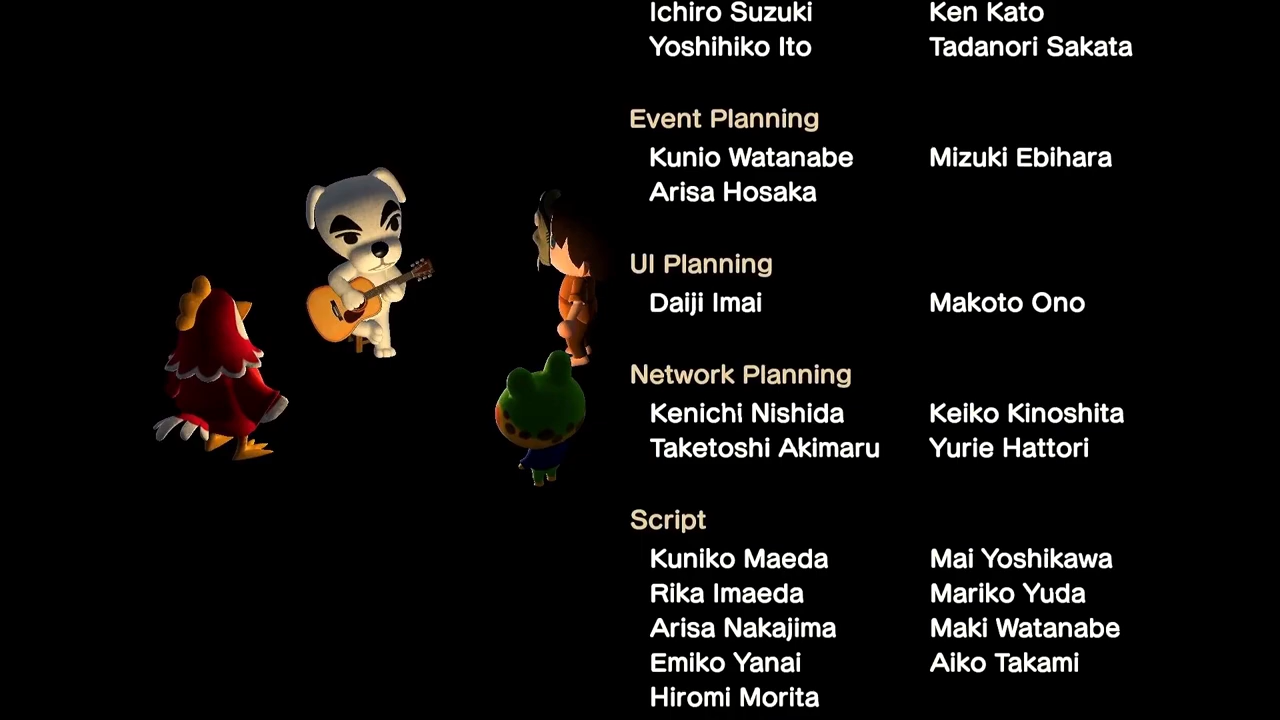 Ichiro Suzuki Ken Kato
Yoshihiko Ito Tadanori Sakata
Event Planning
Kunio Watanabe Mizuki Ebihara
Arisa Hosaka
UI Planning
Daiji Imai Makoto Ono
Network Planning
Kenichi Nishida Keiko Kinoshita
Taketoshi Akimaru Yurie Hattori
Script
Kuniko Maeda Mai Yoshikawa
Rika Imaeda Mariko Yuda
Arisa Nakajima Maki Watanabe
Emiko Yanai Aiko Takami
Hiromi Morita